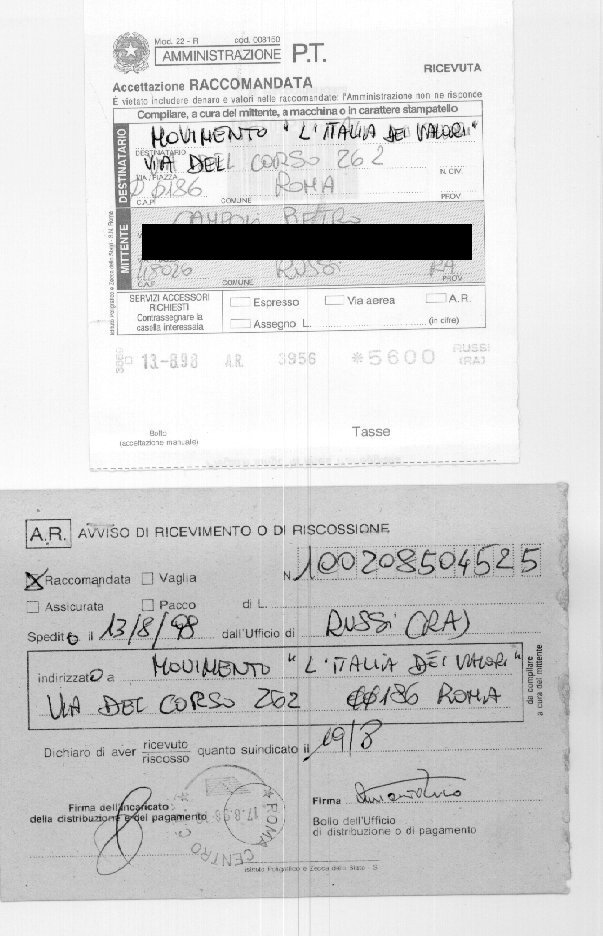 Mod. 22 - R cod. 008150
AMMINISTRAZIONE P.T.
RICEVUTA
Accettazione RACCOMANDATA
È vietato includere denaro e valori nelle raccomandate: l'Amministrazione non ne risponde
Compilare, a cura del mittente, a macchina o in carattere stampatello
DESTINATARIO
MOVIMENTO "L'ITALIA DEI VALORI"
DESTINATARIO
VIA DELL CORSO 262
VIA / PIAZZA N. CIV.
00186 ROMA
C.A.P. COMUNE PROV.
MITTENTE
48026 RUSSI RA
C.A.P. COMUNE PROV.
SERVIZI ACCESSORI
RICHIESTI
Contrassegnare la
casella interessata
Espresso Via aerea A.R.
Assegno L. (in cifre)
13-8.98 A.R. 3956 *5600 RUSSI
(RA)
Bollo
(accettazione manuale)
Tasse
A.R. AVVISO DI RICEVIMENTO O DI RISCOSSIONE
X Raccomandata Vaglia N. 100208504525
Assicurata Pacco di L.
Spedito il 13/8/98 dall'Ufficio di RUSSI (RA)
indirizzato a MOVIMENTO "L'ITALIA DEI VALORI"
VIA DEL CORSO 262 00186 ROMA
da compilare
a cura del mittente
Dichiaro di aver ricevuto
riscosso quanto suindicato il 19/8
Firma dell'incaricato
della distribuzione e del pagamento
ROMA CENTRO
17.8.98
Firma
Bollo dell'Ufficio
di distribuzione o di pagamento
Istituto Poligrafico e Zecca dello Stato - S.